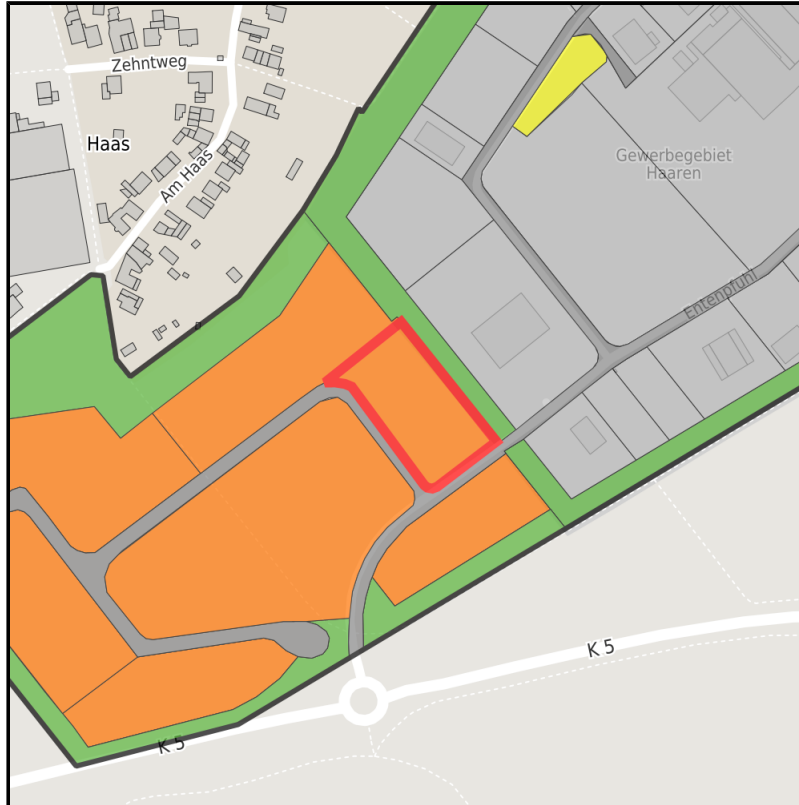 Zehntweg
Haas
Am Haas
Gewerbegebiet
Haaren
Entenpfuhl
K 5
K 5